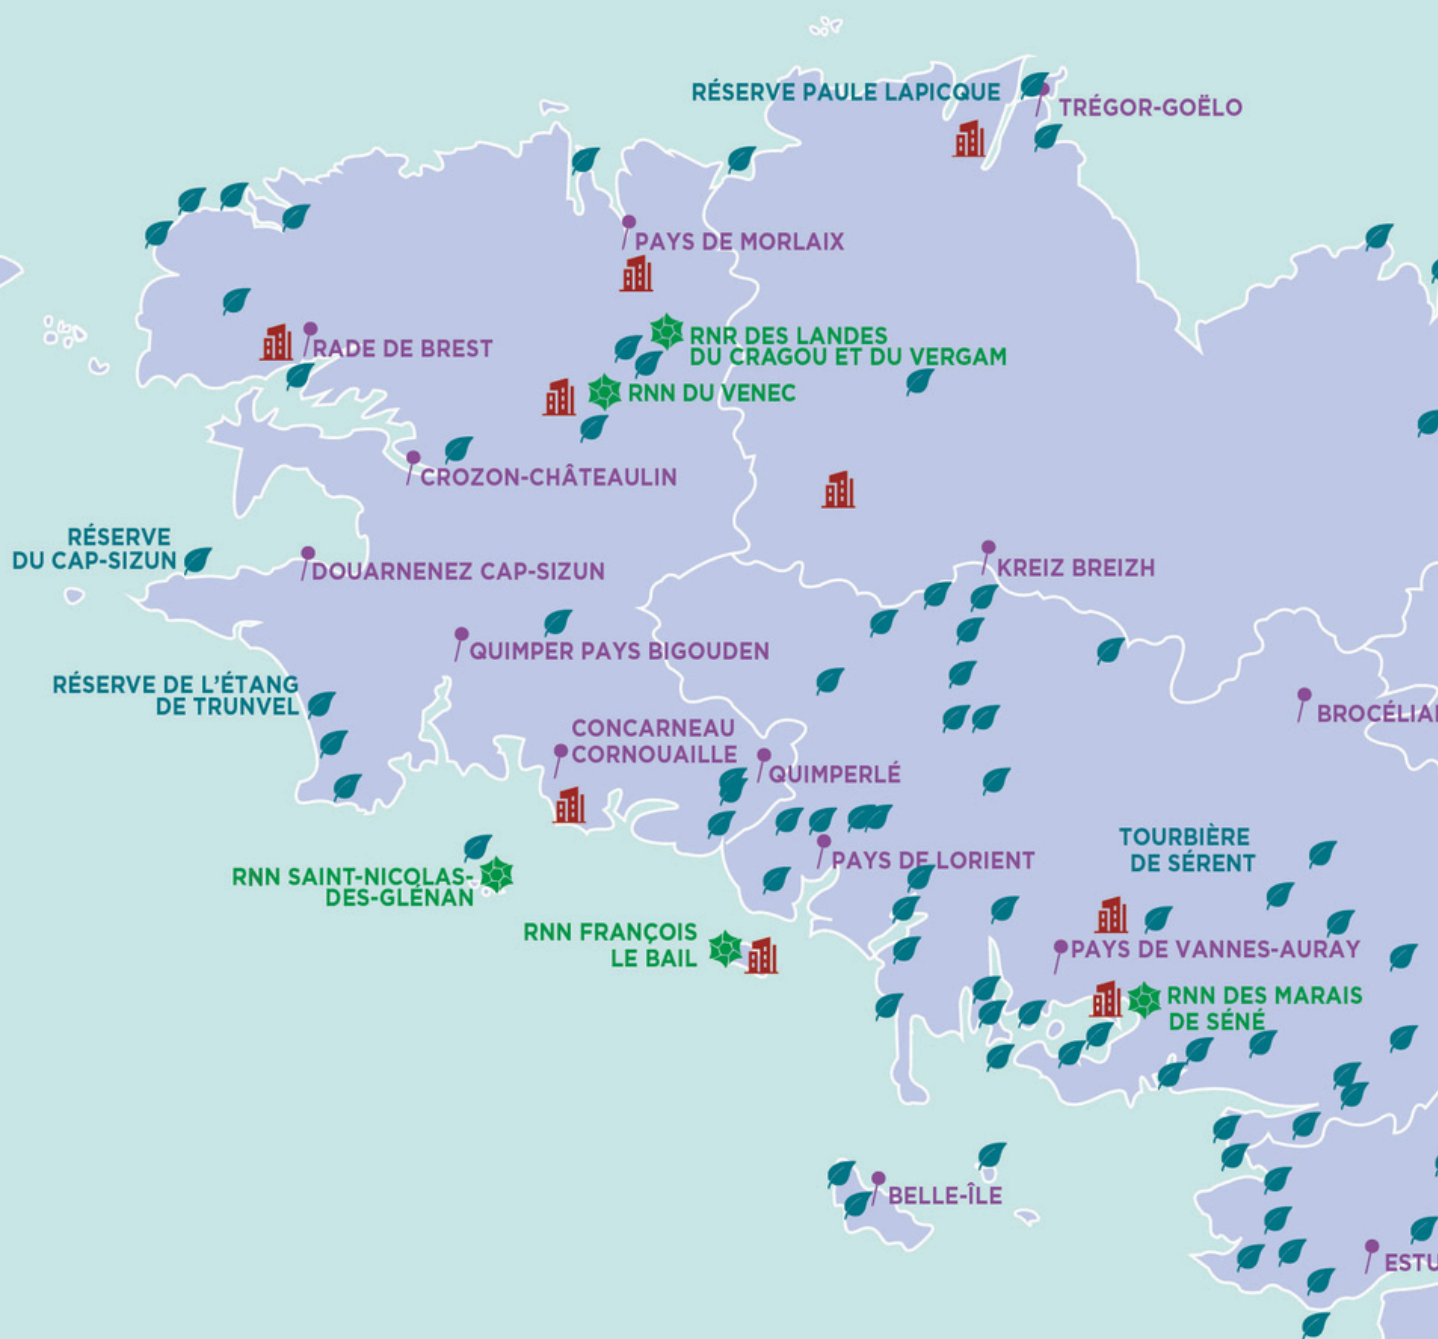 RÉSERVE PAULE LAPICQUE
TRÉGOR-GOËLO
PAYS DE MORLAIX
RADE DE BREST
RNR DES LANDES
DU CRAGOU ET DU VERGAM
RNN DU VENEC
CROZON-CHÂTEAULIN
RÉSERVE
DU CAP-SIZUN
DOUARNENEZ CAP-SIZUN
KREIZ BREIZH
QUIMPER PAYS BIGOUDEN
RÉSERVE DE L'ÉTANG
DE TRUNVEL
BROCÉLIA
CONCARNEAU
CORNOUAILLE
QUIMPERLÉ
TOURBIÈRE
DE SÉRENT
PAYS DE LORIENT
RNN SAINT-NICOLAS-
DES-GLÉNAN
RNN FRANÇOIS
LE BAIL
PAYS DE VANNES-AURAY
RNN DES MARAIS
DE SÉNÉ
BELLE-ÎLE
ESTU